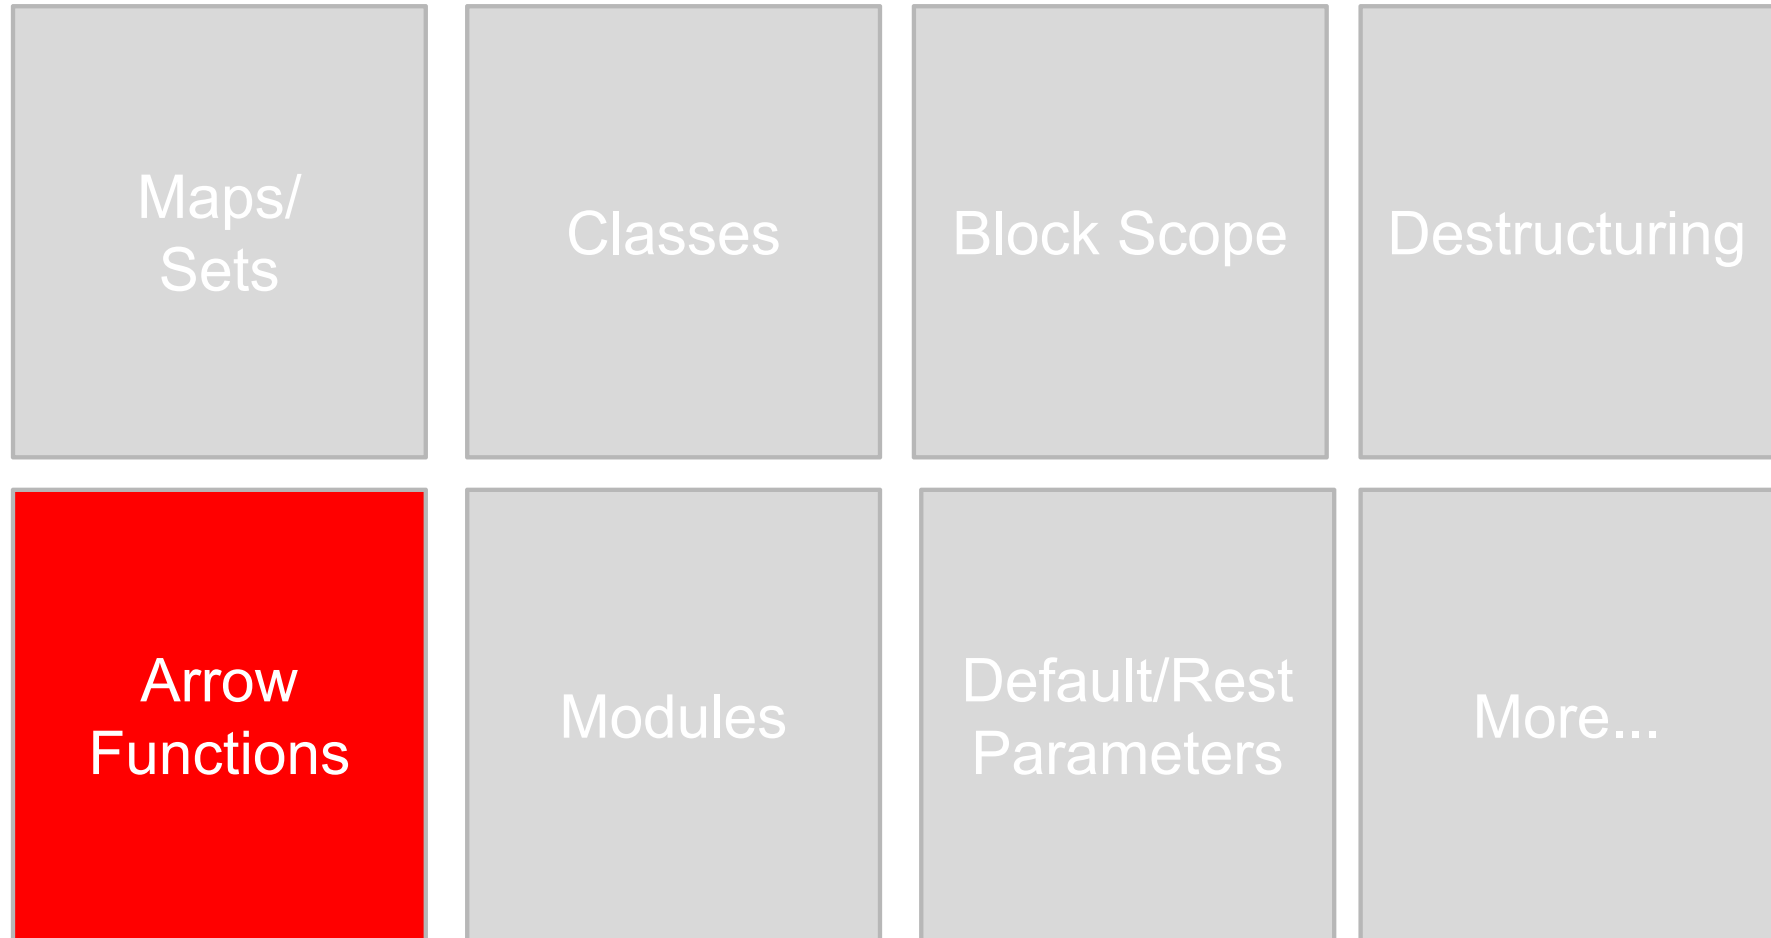 Maps/
Sets
Classes
Block Scope
Destructuring
Arrow
Functions
Modules
Default/Rest
Parameters
More...